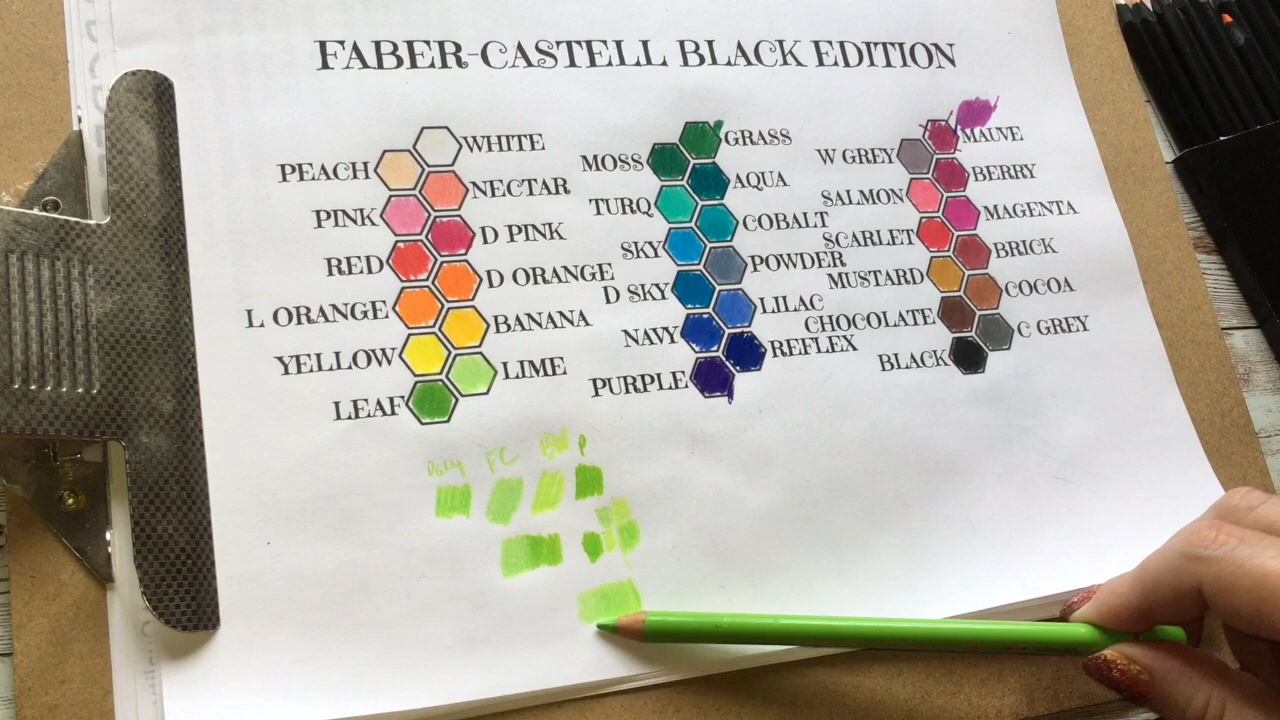 FABER-CASTELL BLACK EDITION
WHITE
PEACH
NECTAR
PINK
D PINK
RED
D ORANGE
L ORANGE
BANANA
YELLOW
LIME
LEAF
GRASS
MOSS
AQUA
TURQ
COBALT
SKY
POWDER
D SKY
LILAC
NAVY
REFLEX
PURPLE
MAUVE
W GREY
BERRY
SALMON
MAGENTA
SCARLET
BRICK
MUSTARD
COCOA
CHOCOLATE
C GREY
BLACK
FC
P